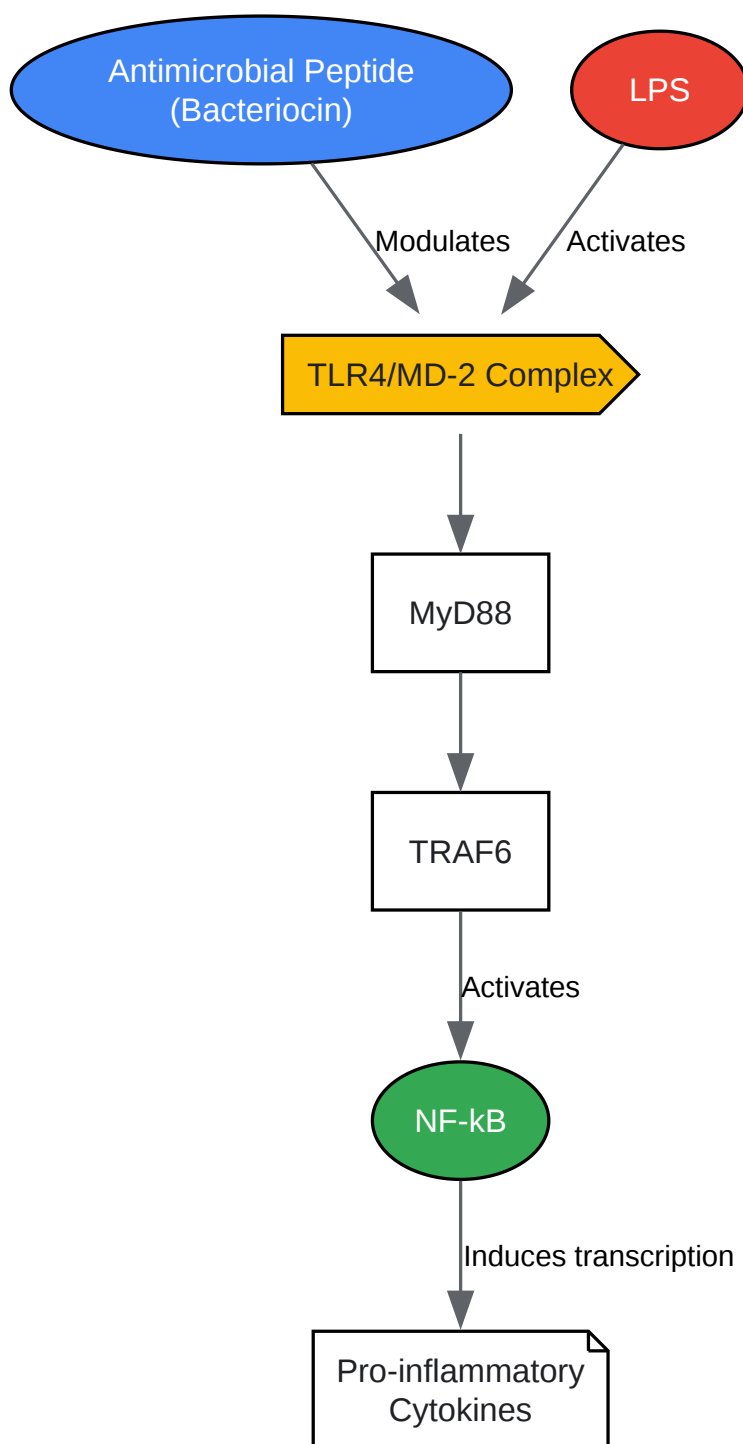 Antimicrobial Peptide
(Bacteriocin)
LPS
Modulates
Activates
TLR4/MD-2 Complex
MyD88
TRAF6
Activates
NF-kB
Induces transcription
Pro-inflammatory
Cytokines